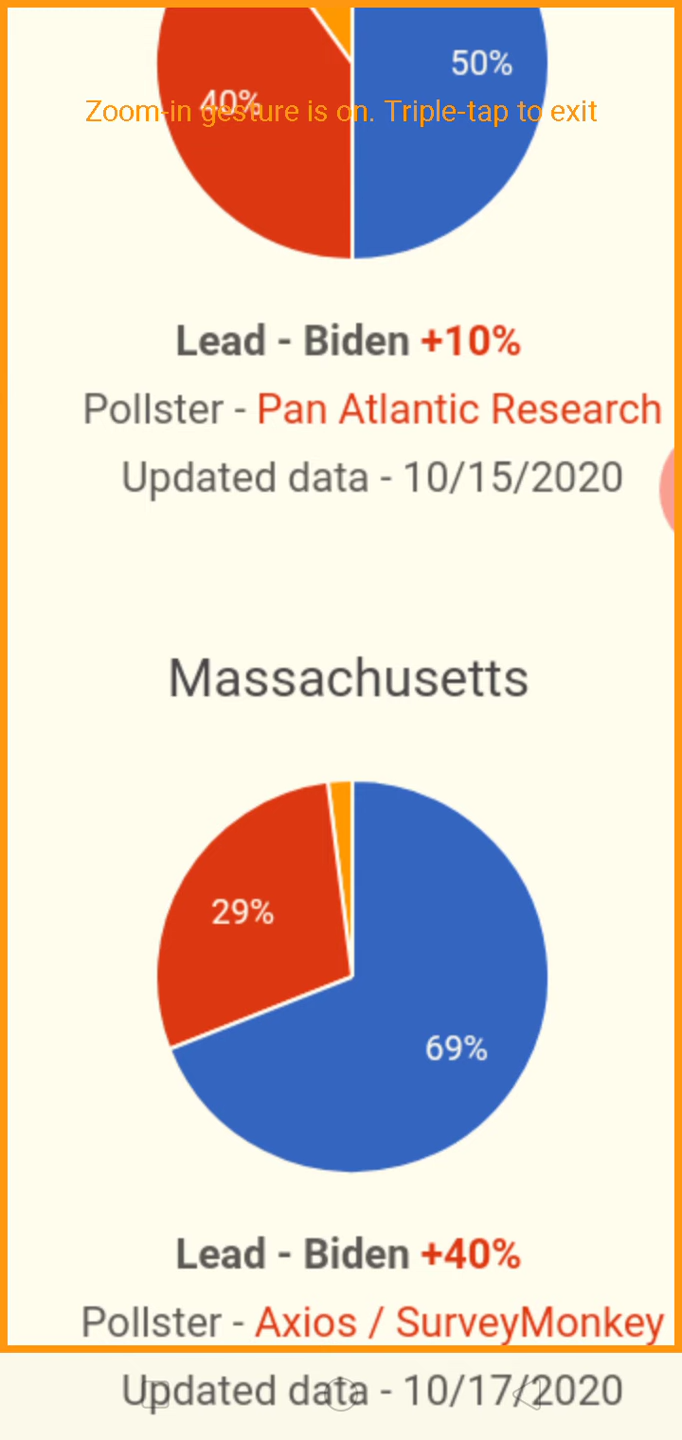 50%
40%
Zoom-in gesture is on. Triple-tap to exit
Lead - Biden +10%
Pollster - Pan Atlantic Research
Updated data - 10/15/2020
Massachusetts
29%
69%
Lead - Biden +40%
Pollster - Axios / SurveyMonkey
Updated data - 10/17/2020